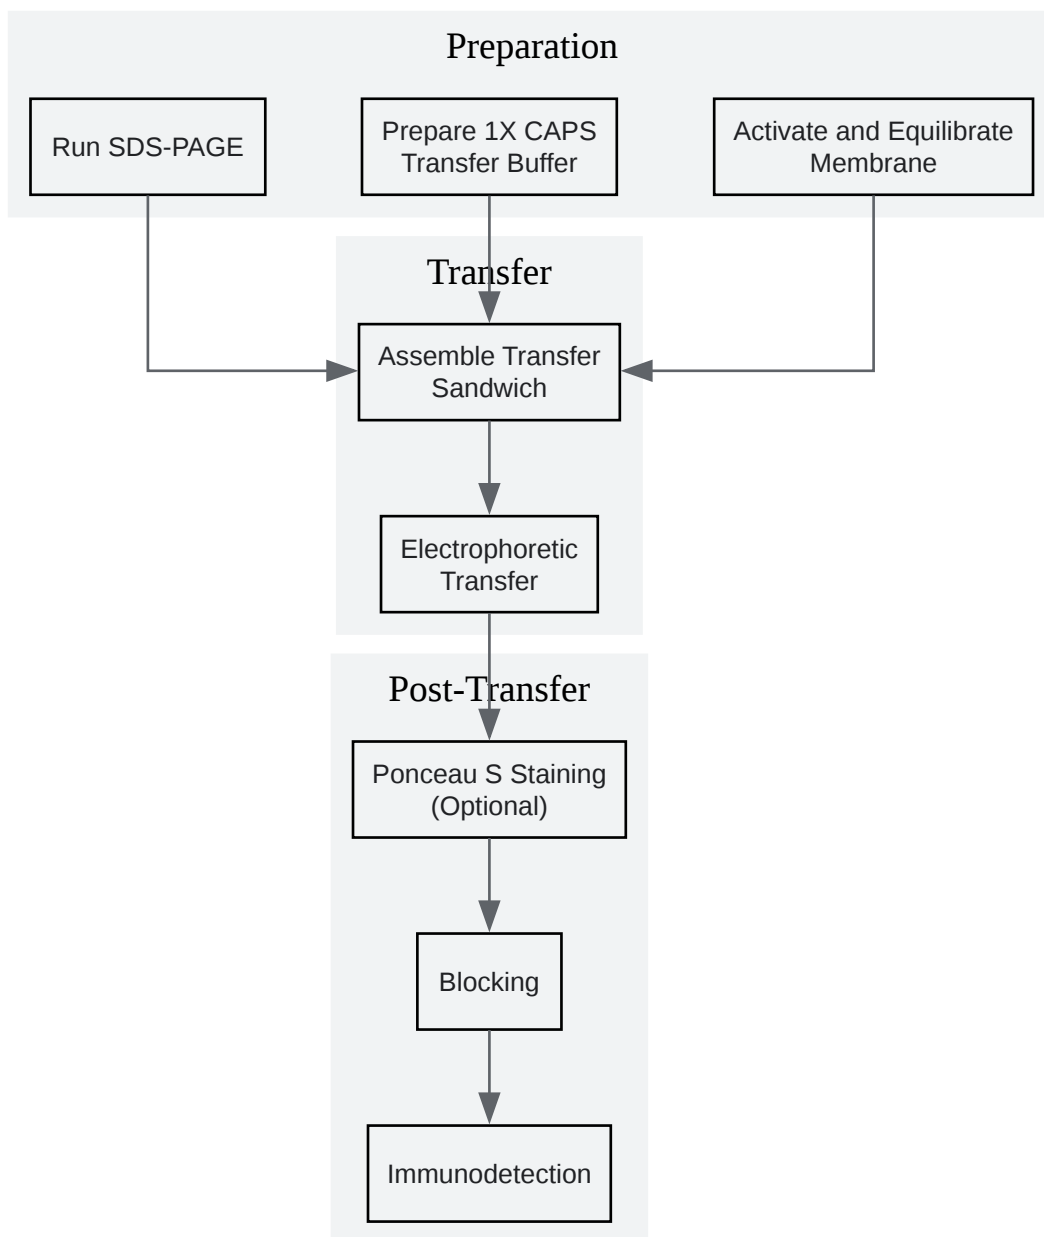 Preparation
Run SDS-PAGE
Prepare 1X CAPS
Transfer Buffer
Activate and Equilibrate
Membrane
Transfer
Assemble Transfer
Sandwich
Electrophoretic
Transfer
Post-Transfer
Ponceau S Staining
(Optional)
Blocking
Immunodetection